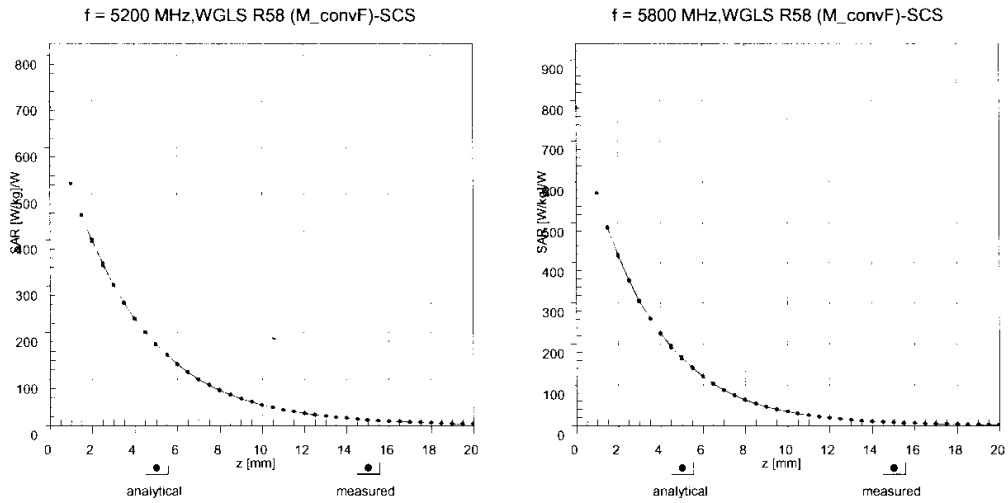 f = 5200 MHz,WGLS R58 (M_convF)-SCS
800
700
600
500
400
300
200
100
0
SAR [W/kg]/W
0 2 4 6 8 10 12 14 16 18 20
z [mm]
analytical
measured
f = 5800 MHz,WGLS R58 (M_convF)-SCS
900
800
700
600
500
400
300
200
100
0
SAR [W/kg]/W
0 2 4 6 8 10 12 14 16 18 20
z [mm]
analytical
measured